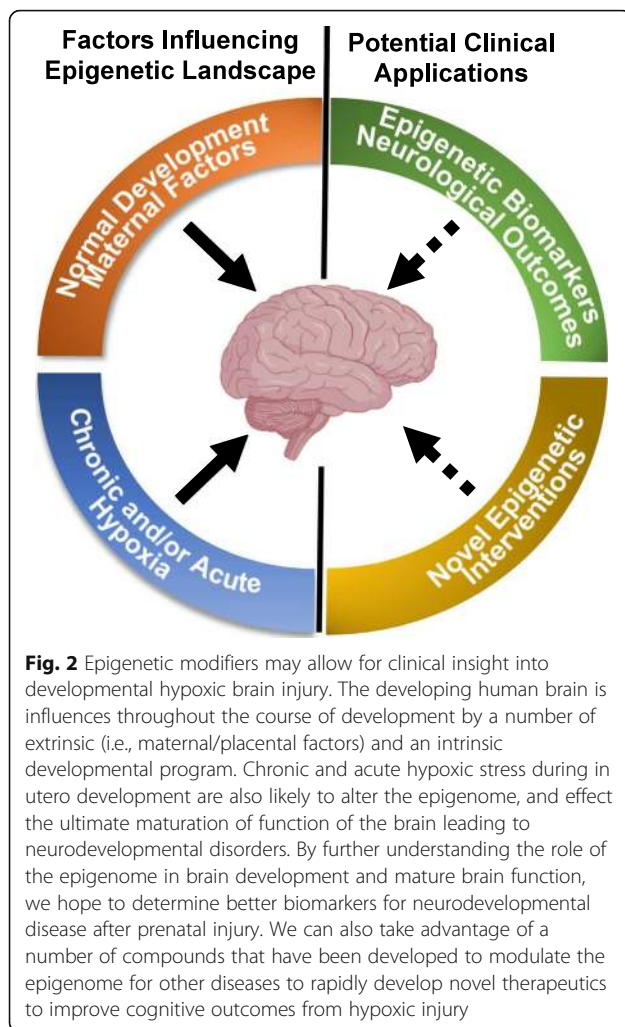 Factors Influencing
Epigenetic Landscape
Potential Clinical
Applications
Normal Development
Maternal Factors
Epigenetic Biomarkers
Neurological Outcomes
Chronic and/or Acute
Hypoxia
Novel Epigenetic
Interventions
Fig. 2 Epigenetic modifiers may allow for clinical insight into
developmental hypoxic brain injury. The developing human brain is
influences throughout the course of development by a number of
extrinsic (i.e., maternal/placental factors) and an intrinsic
developmental program. Chronic and acute hypoxic stress during in
utero development are also likely to alter the epigenome, and effect
the ultimate maturation of function of the brain leading to
neurodevelopmental disorders. By further understanding the role of
the epigenome in brain development and mature brain function,
we hope to determine better biomarkers for neurodevelopmental
disease after prenatal injury. We can also take advantage of a
number of compounds that have been developed to modulate the
epigenome for other diseases to rapidly develop novel therapeutics
to improve cognitive outcomes from hypoxic injury